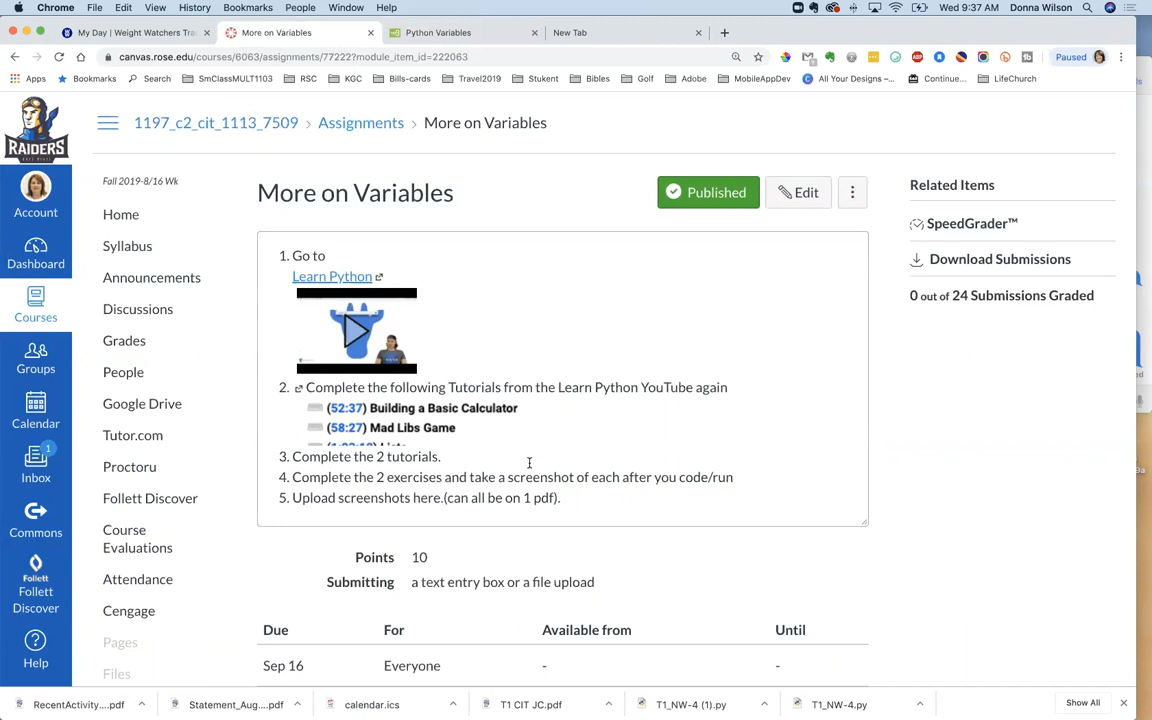 Chrome File Edit View History Bookmarks People Window Help Wed 9:37 AM Donna Wilson
My Day | Weight Watchers Tra × More on Variables × Python Variables × New Tab × +
canvas.rose.edu/courses/6063/assignments/77222?module_item_id=222063 Paused
Apps Bookmarks Search SmClassMULT1103 RSC KGC Bills-cards Travel2019 Stukent Bibles Golf Adobe MobileAppDev All Your Designs –... Continue... LifeChurch
RAIDERS
1197_c2_cit_1113_7509 › Assignments › More on Variables
Fall 2019-8/16 Wk
Account
Dashboard
Courses
Groups
Calendar
1
Inbox
Commons
Follett
Follett
Discover
Help
Home
Syllabus
Announcements
Discussions
Grades
People
Google Drive
Tutor.com
Proctoru
Follett Discover
Course
Evaluations
Attendance
Cengage
Pages
Files
More on Variables
Published Edit
1. Go to
Learn Python
2. Complete the following Tutorials from the Learn Python YouTube again
(52:37) Building a Basic Calculator
(58:27) Mad Libs Game
3. Complete the 2 tutorials.
4. Complete the 2 exercises and take a screenshot of each after you code/run
5. Upload screenshots here.(can all be on 1 pdf).
Points 10
Submitting a text entry box or a file upload
Due For Available from Until
Sep 16 Everyone - -
Related Items
SpeedGrader™
Download Submissions
0 out of 24 Submissions Graded
RecentActivity....pdf Statement_Aug....pdf calendar.ics T1 CIT JC.pdf T1_NW-4 (1).py T1_NW-4.py Show All